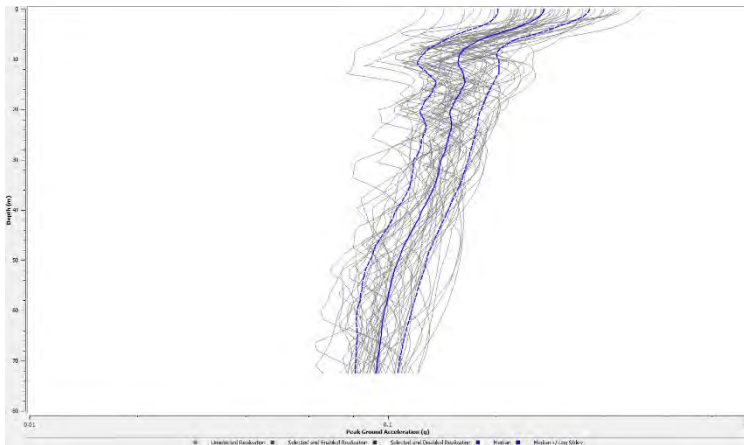 0
10
20
30
40
50
60
70
80
Depth (m)
0.01
0.1
Peak Ground Acceleration (g)
Unselected Realization
Selected and Enabled Realization
Selected and Disabled Realization
Median
Median +/- Log Stdev